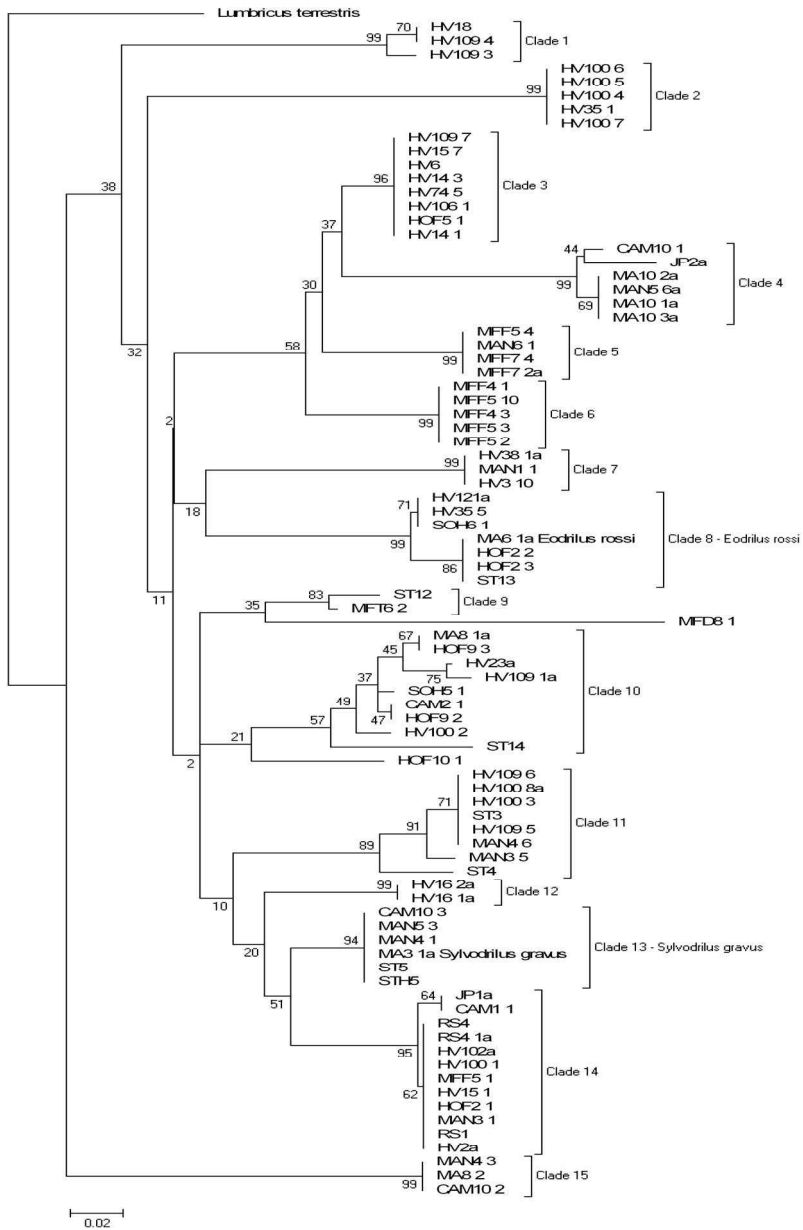 Lumbricus terrestris
70
HV18
99
HV109 4
HV109 3
Clade 1
HV100 6
HV100 5
99
HV100 4
HV35 1
HV100 7
Clade 2
HV109 7
HV15 7
HV6
96
HV14 3
HV74 5
HV106 1
HOF5 1
HV14 1
Clade 3
38
37
44
CAM10 1
JP2a
99
MA10 2a
MAN5 6a
69
MA10 1a
MA10 3a
Clade 4
30
MFF5 4
MAN6 1
99
MFF7 4
MFF7 2a
Clade 5
32
58
MFF4 1
MFF5 10
MFF4 3
99
MFF5 3
MFF5 2
Clade 6
2
HV38 1a
99
MAN1 1
HV3 10
Clade 7
18
HV121a
71
HV35 5
SOH6 1
99
MA6 1a Eodrilus rossi
HOF2 2
86
HOF2 3
ST13
Clade 8 - Eodrilus rossi
11
35
83
ST12
MFT6 2
Clade 9
MFD8 1
67
MA8 1a
45
HOF9 3
HV23a
75
HV109 1a
37
SOH5 1
49
CAM2 1
47
HOF9 2
57
HV100 2
21
ST14
Clade 10
HOF10 1
2
HV109 6
HV100 8a
71
HV100 3
ST3
91
HV109 5
MAN4 6
89
MAN3 5
ST4
Clade 11
10
99
HV16 2a
HV16 1a
Clade 12
20
CAM10 3
MAN5 3
94
MAN4 1
MA3 1a Sylvodrilus gravus
ST5
STH5
Clade 13 - Sylvodrilus gravus
51
64
JP1a
CAM1 1
RS4
RS4 1a
95
HV102a
HV100 1
MFF5 1
62
HV15 1
HOF2 1
MAN3 1
RS1
HV2a
Clade 14
MAN4 3
99
MA8 2
CAM10 2
Clade 15
0.02